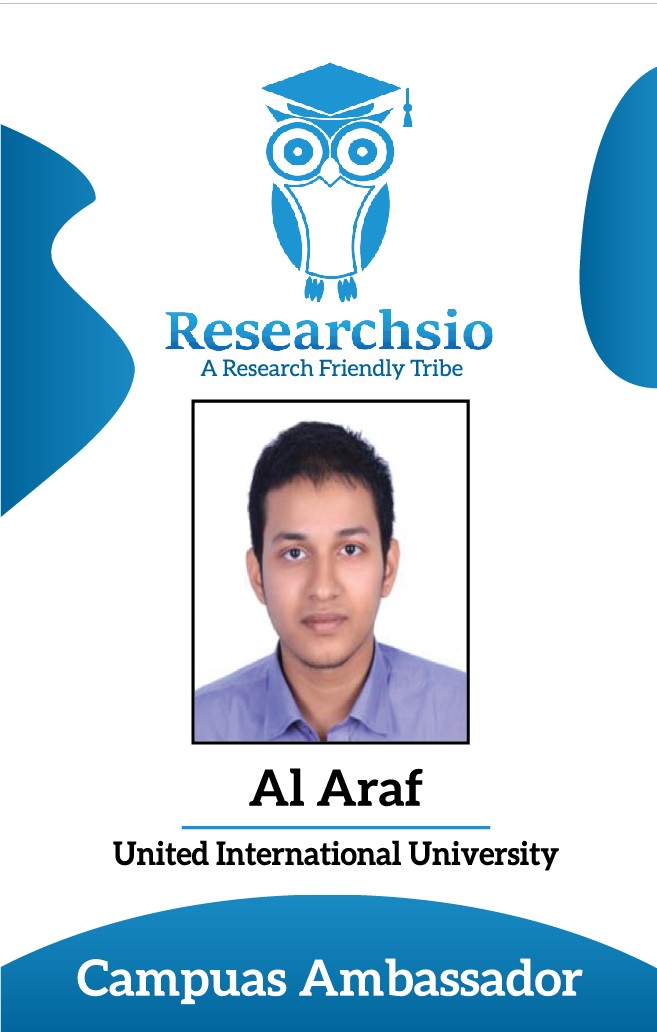 Researchsio
A Research Friendly Tribe
Al Araf
United International University
Campuas Ambassador